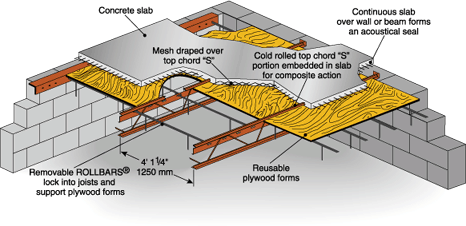 Concrete slab
Continuous slab
over wall or beam forms
an acoustical seal
Mesh draped over
top chord "S"
Cold rolled top chord "S"
portion embedded in slab
for composite action
4' 1 1/4"
1250 mm
Removable ROLLBARS®
lock into joists and
support plywood forms
Reusable
plywood forms